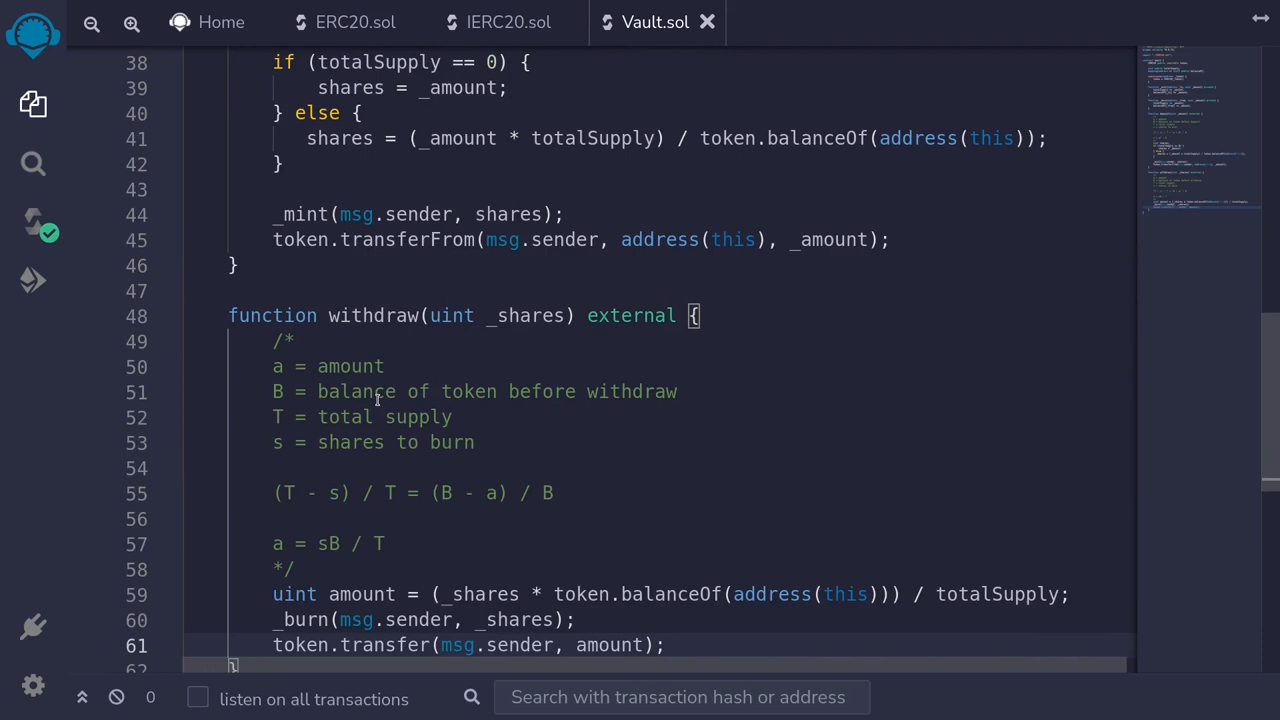 Home
ERC20.sol
IERC20.sol
Vault.sol
38 if (totalSupply == 0) {
39 shares = _amount;
40 } else {
41 shares = (_amount * totalSupply) / token.balanceOf(address(this));
42 }
43
44 _mint(msg.sender, shares);
45 token.transferFrom(msg.sender, address(this), _amount);
46 }
47
48 function withdraw(uint _shares) external {
49 /*
50 a = amount
51 B = balance of token before withdraw
52 T = total supply
53 s = shares to burn
54
55 (T - s) / T = (B - a) / B
56
57 a = sB / T
58 */
59 uint amount = (_shares * token.balanceOf(address(this))) / totalSupply;
60 _burn(msg.sender, _shares);
61 token.transfer(msg.sender, amount);
62 }
0
listen on all transactions
Search with transaction hash or address